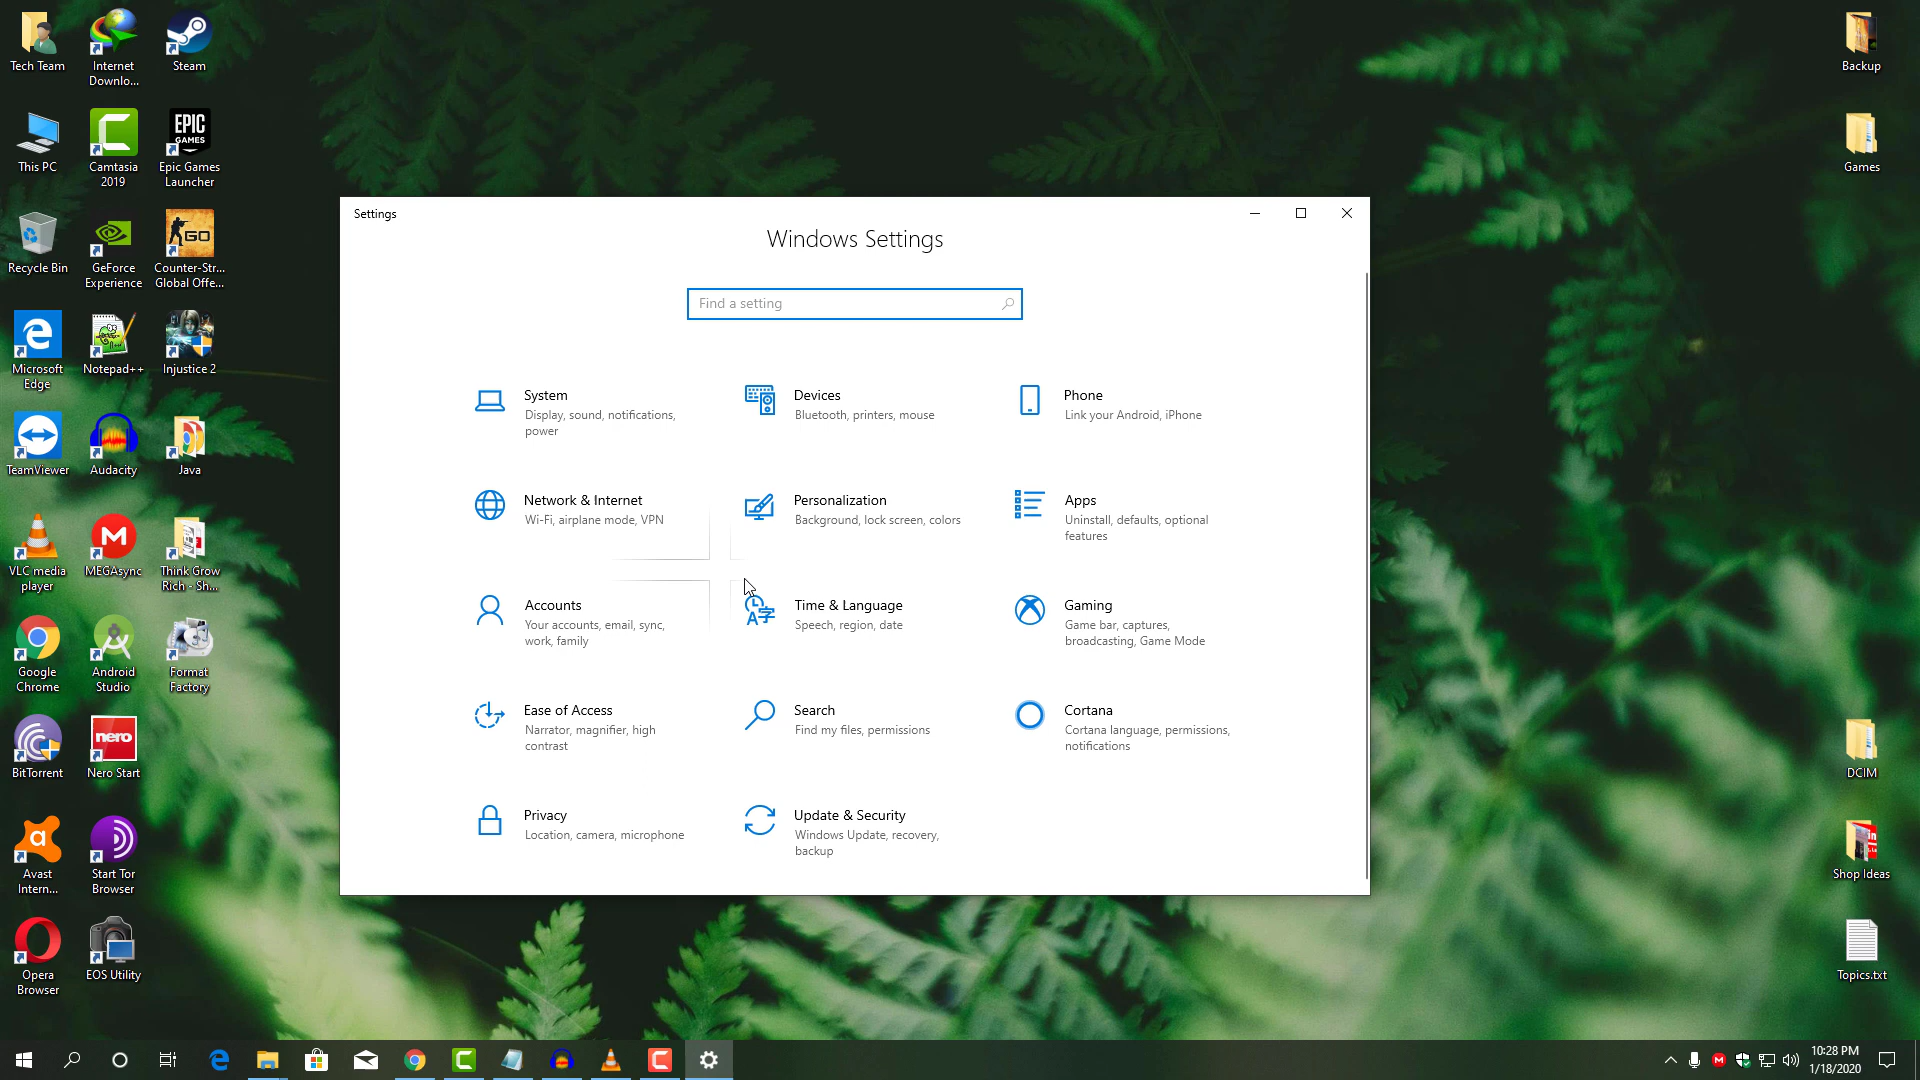 Tech Team
Internet
Downlo...
Steam
Backup
This PC
Camtasia
2019
EPIC
GAMES
Epic Games
Launcher
Games
Recycle Bin
GeForce
Experience
GO
Counter-Str...
Global Offe...
Microsoft
Edge
Notepad++
Injustice 2
TeamViewer
Audacity
Java
VLC media
player
MEGAsync
Think Grow
Rich - Sh...
Google
Chrome
Android
Studio
Format
Factory
BitTorrent
nero
Nero Start
DCIM
Avast
Intern...
Start Tor
Browser
Shop Ideas
Opera
Browser
EOS Utility
Topics.txt
Settings
Windows Settings
Find a setting
System
Display, sound, notifications,
power
Devices
Bluetooth, printers, mouse
Phone
Link your Android, iPhone
Network & Internet
Wi-Fi, airplane mode, VPN
Personalization
Background, lock screen, colors
Apps
Uninstall, defaults, optional
features
Accounts
Your accounts, email, sync,
work, family
Time & Language
Speech, region, date
Gaming
Game bar, captures,
broadcasting, Game Mode
Ease of Access
Narrator, magnifier, high
contrast
Search
Find my files, permissions
Cortana
Cortana language, permissions,
notifications
Privacy
Location, camera, microphone
Update & Security
Windows Update, recovery,
backup
10:28 PM
1/18/2020